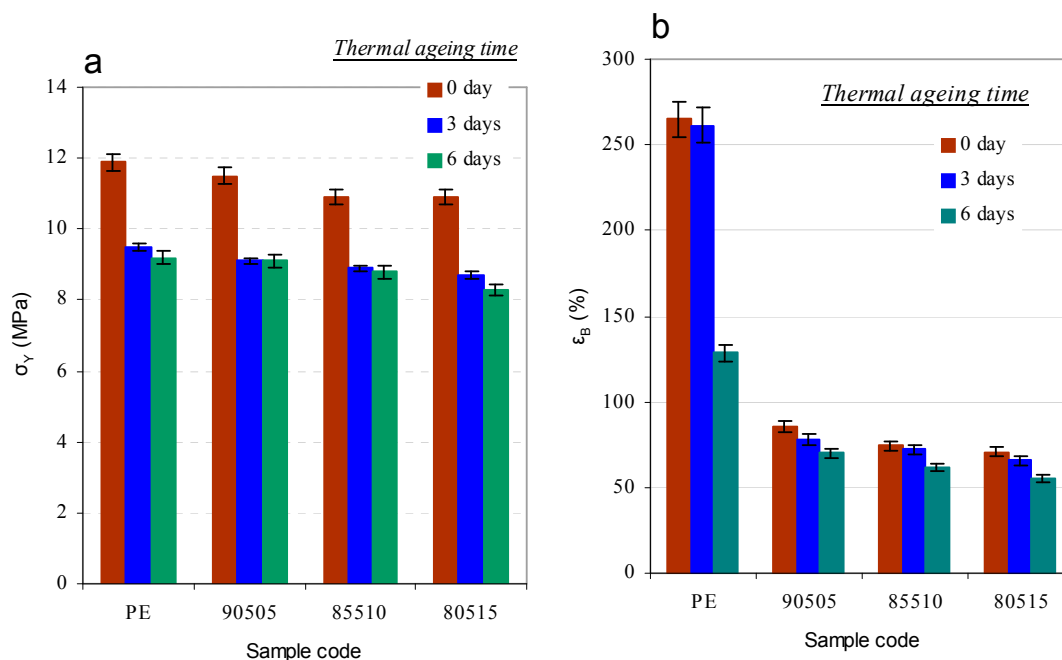 a
Thermal ageing time
0 day
3 days
6 days
14
12
10
8
6
4
2
0
σY (MPa)
PE 90505 85510 80515
Sample code
b
Thermal ageing time
0 day
3 days
6 days
300
250
200
150
100
50
0
εB (%)
PE 90505 85510 80515
Sample code